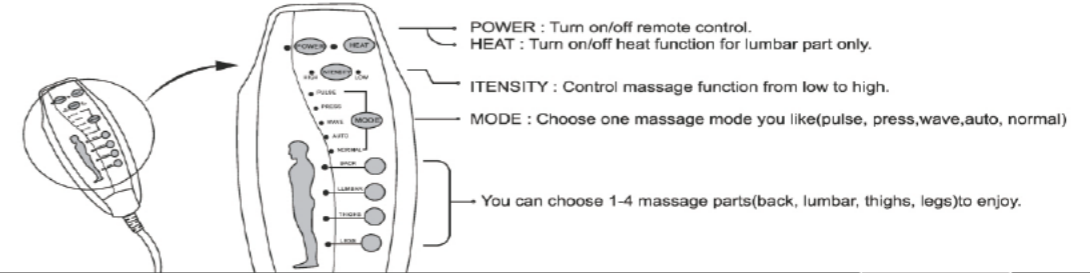 POWER : Turn on/off remote control.
HEAT : Turn on/off heat function for lumbar part only.
ITENSITY : Control massage function from low to high.
MODE : Choose one massage mode you like(pulse, press,wave,auto, normal)
You can choose 1-4 massage parts(back, lumbar, thighs, legs)to enjoy.
POWER HEAT
HIGH ITENSITY LOW
PULSE
PRESS
WAVE MODE
AUTO
NORMAL
BACK
LUMBAR
THIGHS
LEGS